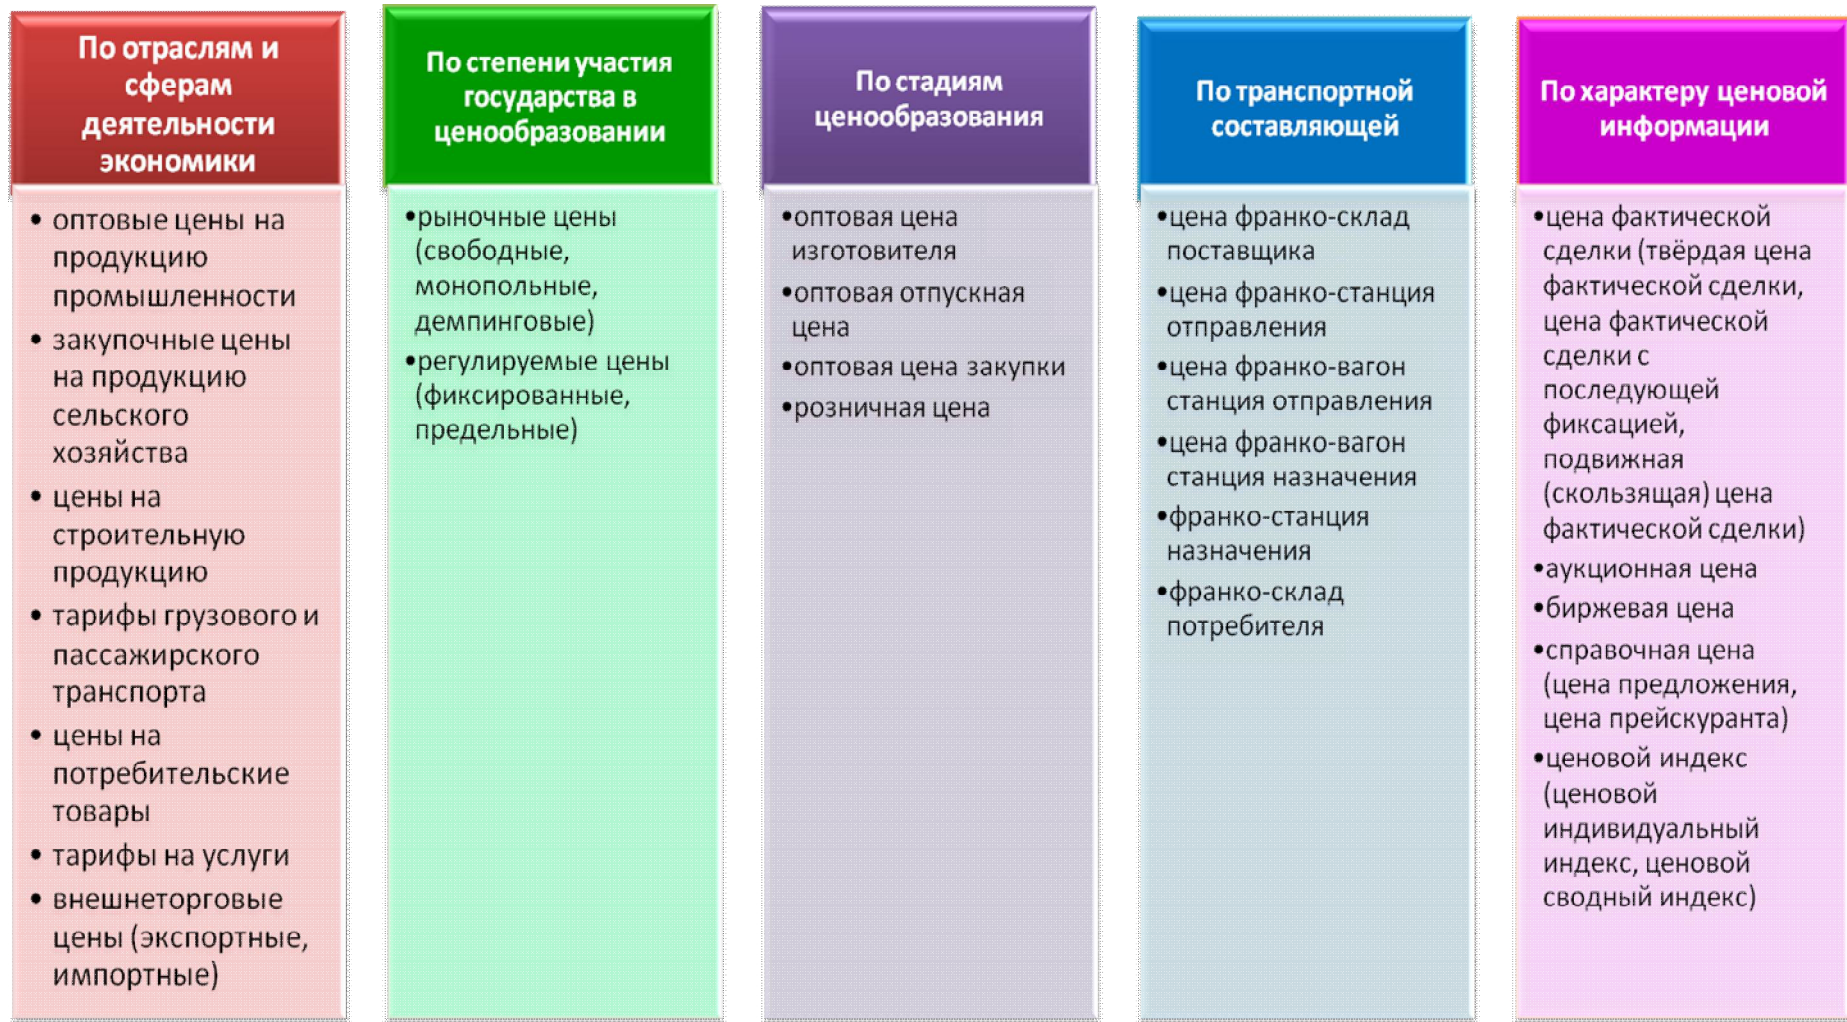 По отраслям и
сферам
деятельности
экономики
• оптовые цены на
продукцию
промышленности
• закупочные цены
на продукцию
сельского
хозяйства
• цены на
строительную
продукцию
• тарифы грузового и
пассажирского
транспорта
• цены на
потребительские
товары
• тарифы на услуги
• внешнеторговые
цены (экспортные,
импортные)
По степени участия
государства в
ценообразовании
•рыночные цены
(свободные,
монопольные,
демпинговые)
•регулируемые цены
(фиксированные,
предельные)
По стадиям
ценообразования
•оптовая цена
изготовителя
•оптовая отпускная
цена
•оптовая цена закупки
•розничная цена
По транспортной
составляющей
•цена франко-склад
поставщика
•цена франко-станция
отправления
•цена франко-вагон
станция отправления
•цена франко-вагон
станция назначения
•франко-станция
назначения
•франко-склад
потребителя
По характеру ценовой
информации
•цена фактической
сделки (твёрдая цена
фактической сделки,
цена фактической
сделки с
последующей
фиксацией,
подвижная
(скользящая) цена
фактической сделки)
•аукционная цена
•биржевая цена
•справочная цена
(цена предложения,
цена прейскуранта)
•ценовой индекс
(ценовой
индивидуальный
индекс, ценовой
сводный индекс)